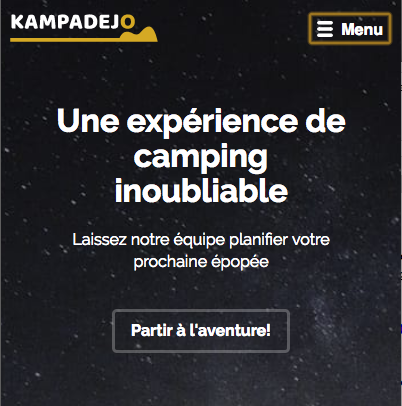 KAMPADEJO
Menu
Une expérience de
camping
inoubliable
Laissez notre équipe planifier votre
prochaine épopée
Partir à l'aventure!